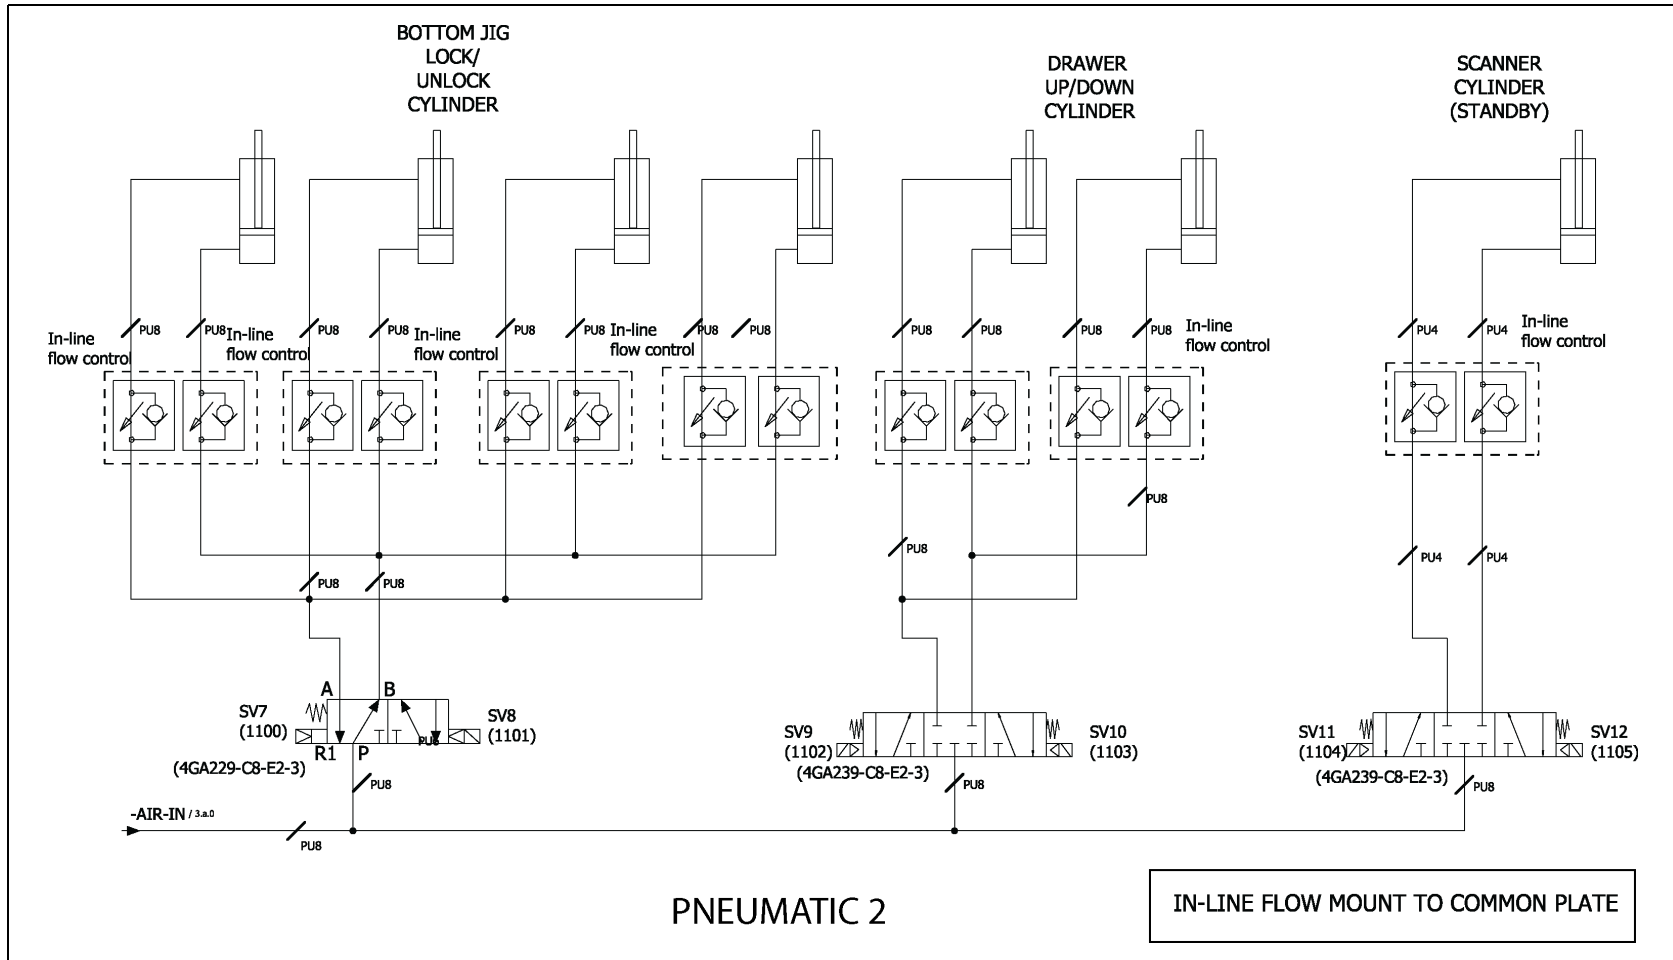 BOTTOM JIG
LOCK/
UNLOCK
CYLINDER
DRAWER
UP/DOWN
CYLINDER
SCANNER
CYLINDER
(STANDBY)
PU8
PU8
PU8
PU8
PU8
PU8
PU8
PU8
PU8
PU8
PU8
PU8
PU4
PU4
In-line
flow control
In-line
flow control
In-line
flow control
In-line
flow control
In-line
flow control
In-line
flow control
PU8
PU8
PU4
PU4
PU8
PU8
A
B
SV7
(1100)
R1
P
PU6
SV8
(1101)
(4GA229-C8-E2-3)
PU8
SV9
(1102)
SV10
(1103)
(4GA239-C8-E2-3)
PU8
SV11
(1104)
SV12
(1105)
(4GA239-C8-E2-3)
PU8
-AIR-IN / 3.a.0
PU8
PNEUMATIC 2
IN-LINE FLOW MOUNT TO COMMON PLATE